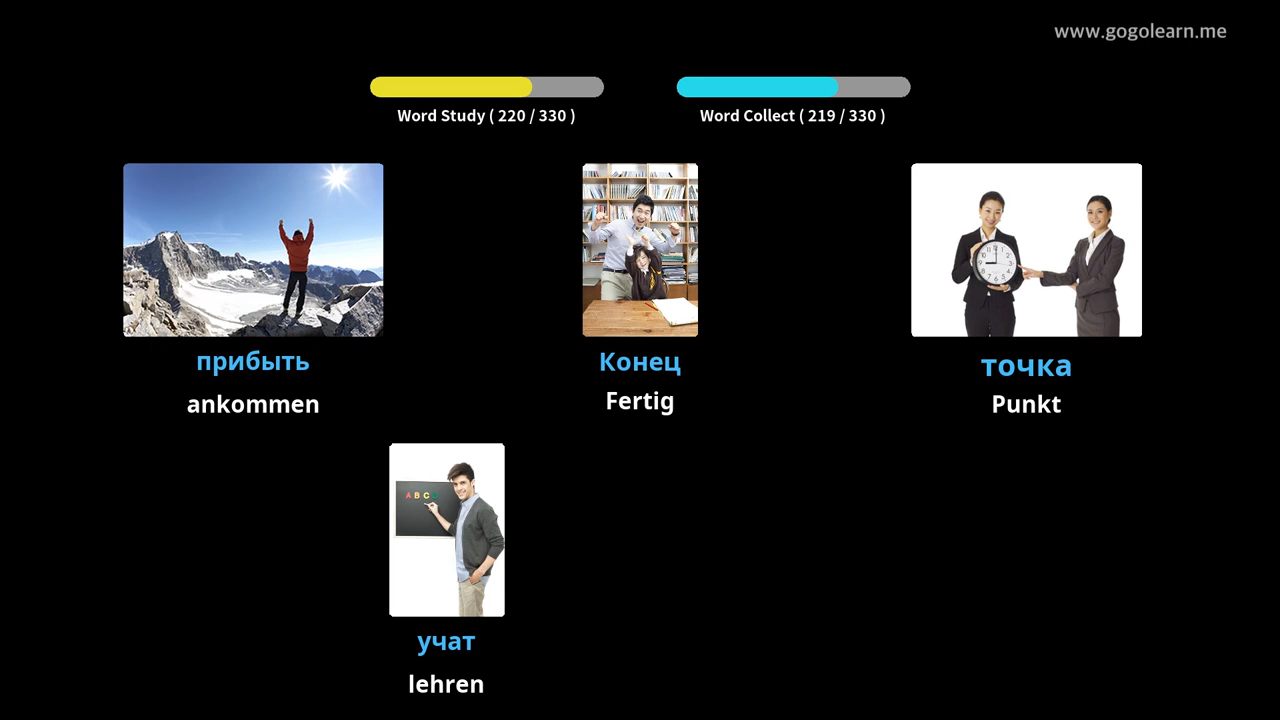 www.gogolearn.me
Word Study ( 220 / 330 )
Word Collect ( 219 / 330 )
прибыть
ankommen
Конец
Fertig
точка
Punkt
A B C
учат
lehren